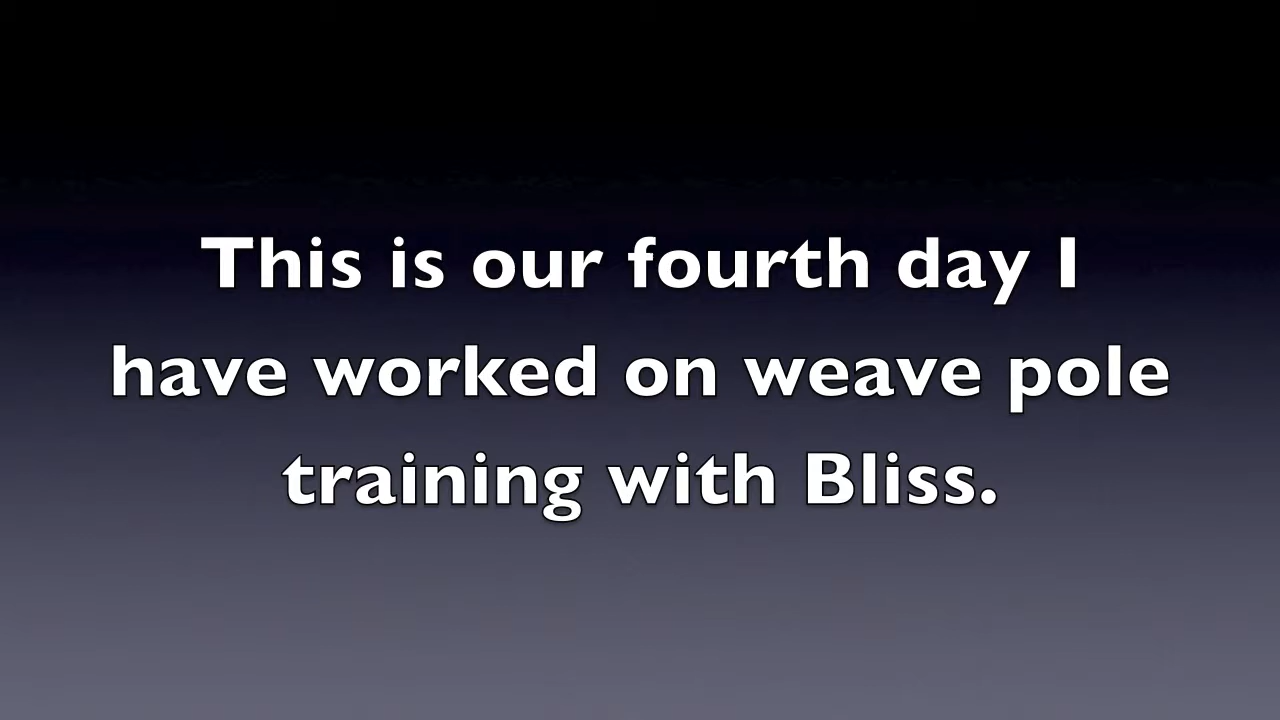 This is our fourth day I
have worked on weave pole
training with Bliss.